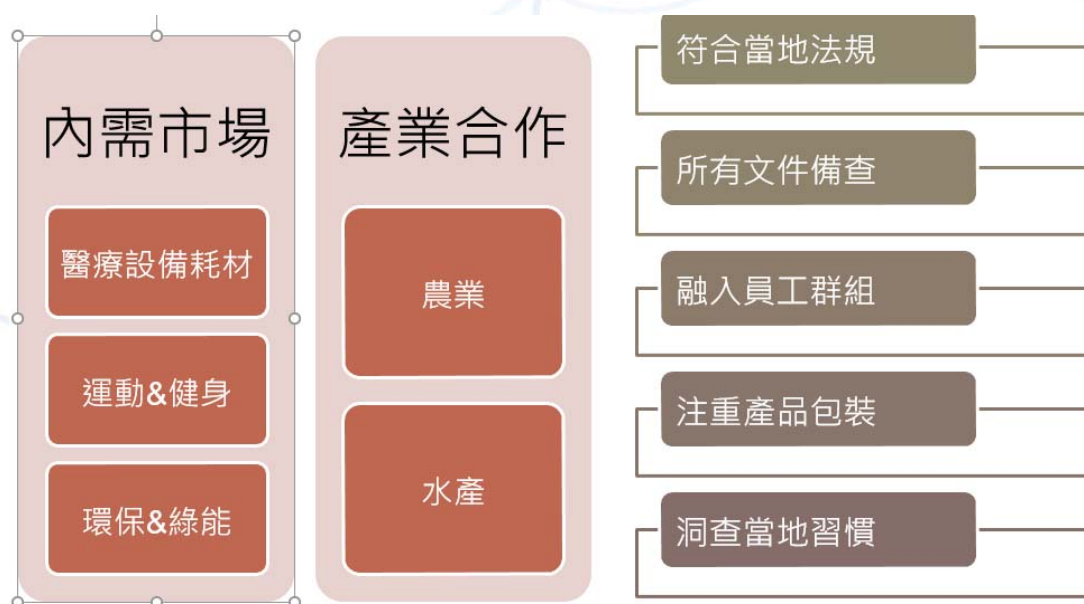 內需市場
醫療設備耗材
運動&健身
環保&綠能
產業合作
農業
水產
符合當地法規
所有文件備查
融入員工群組
注重產品包裝
洞查當地習慣